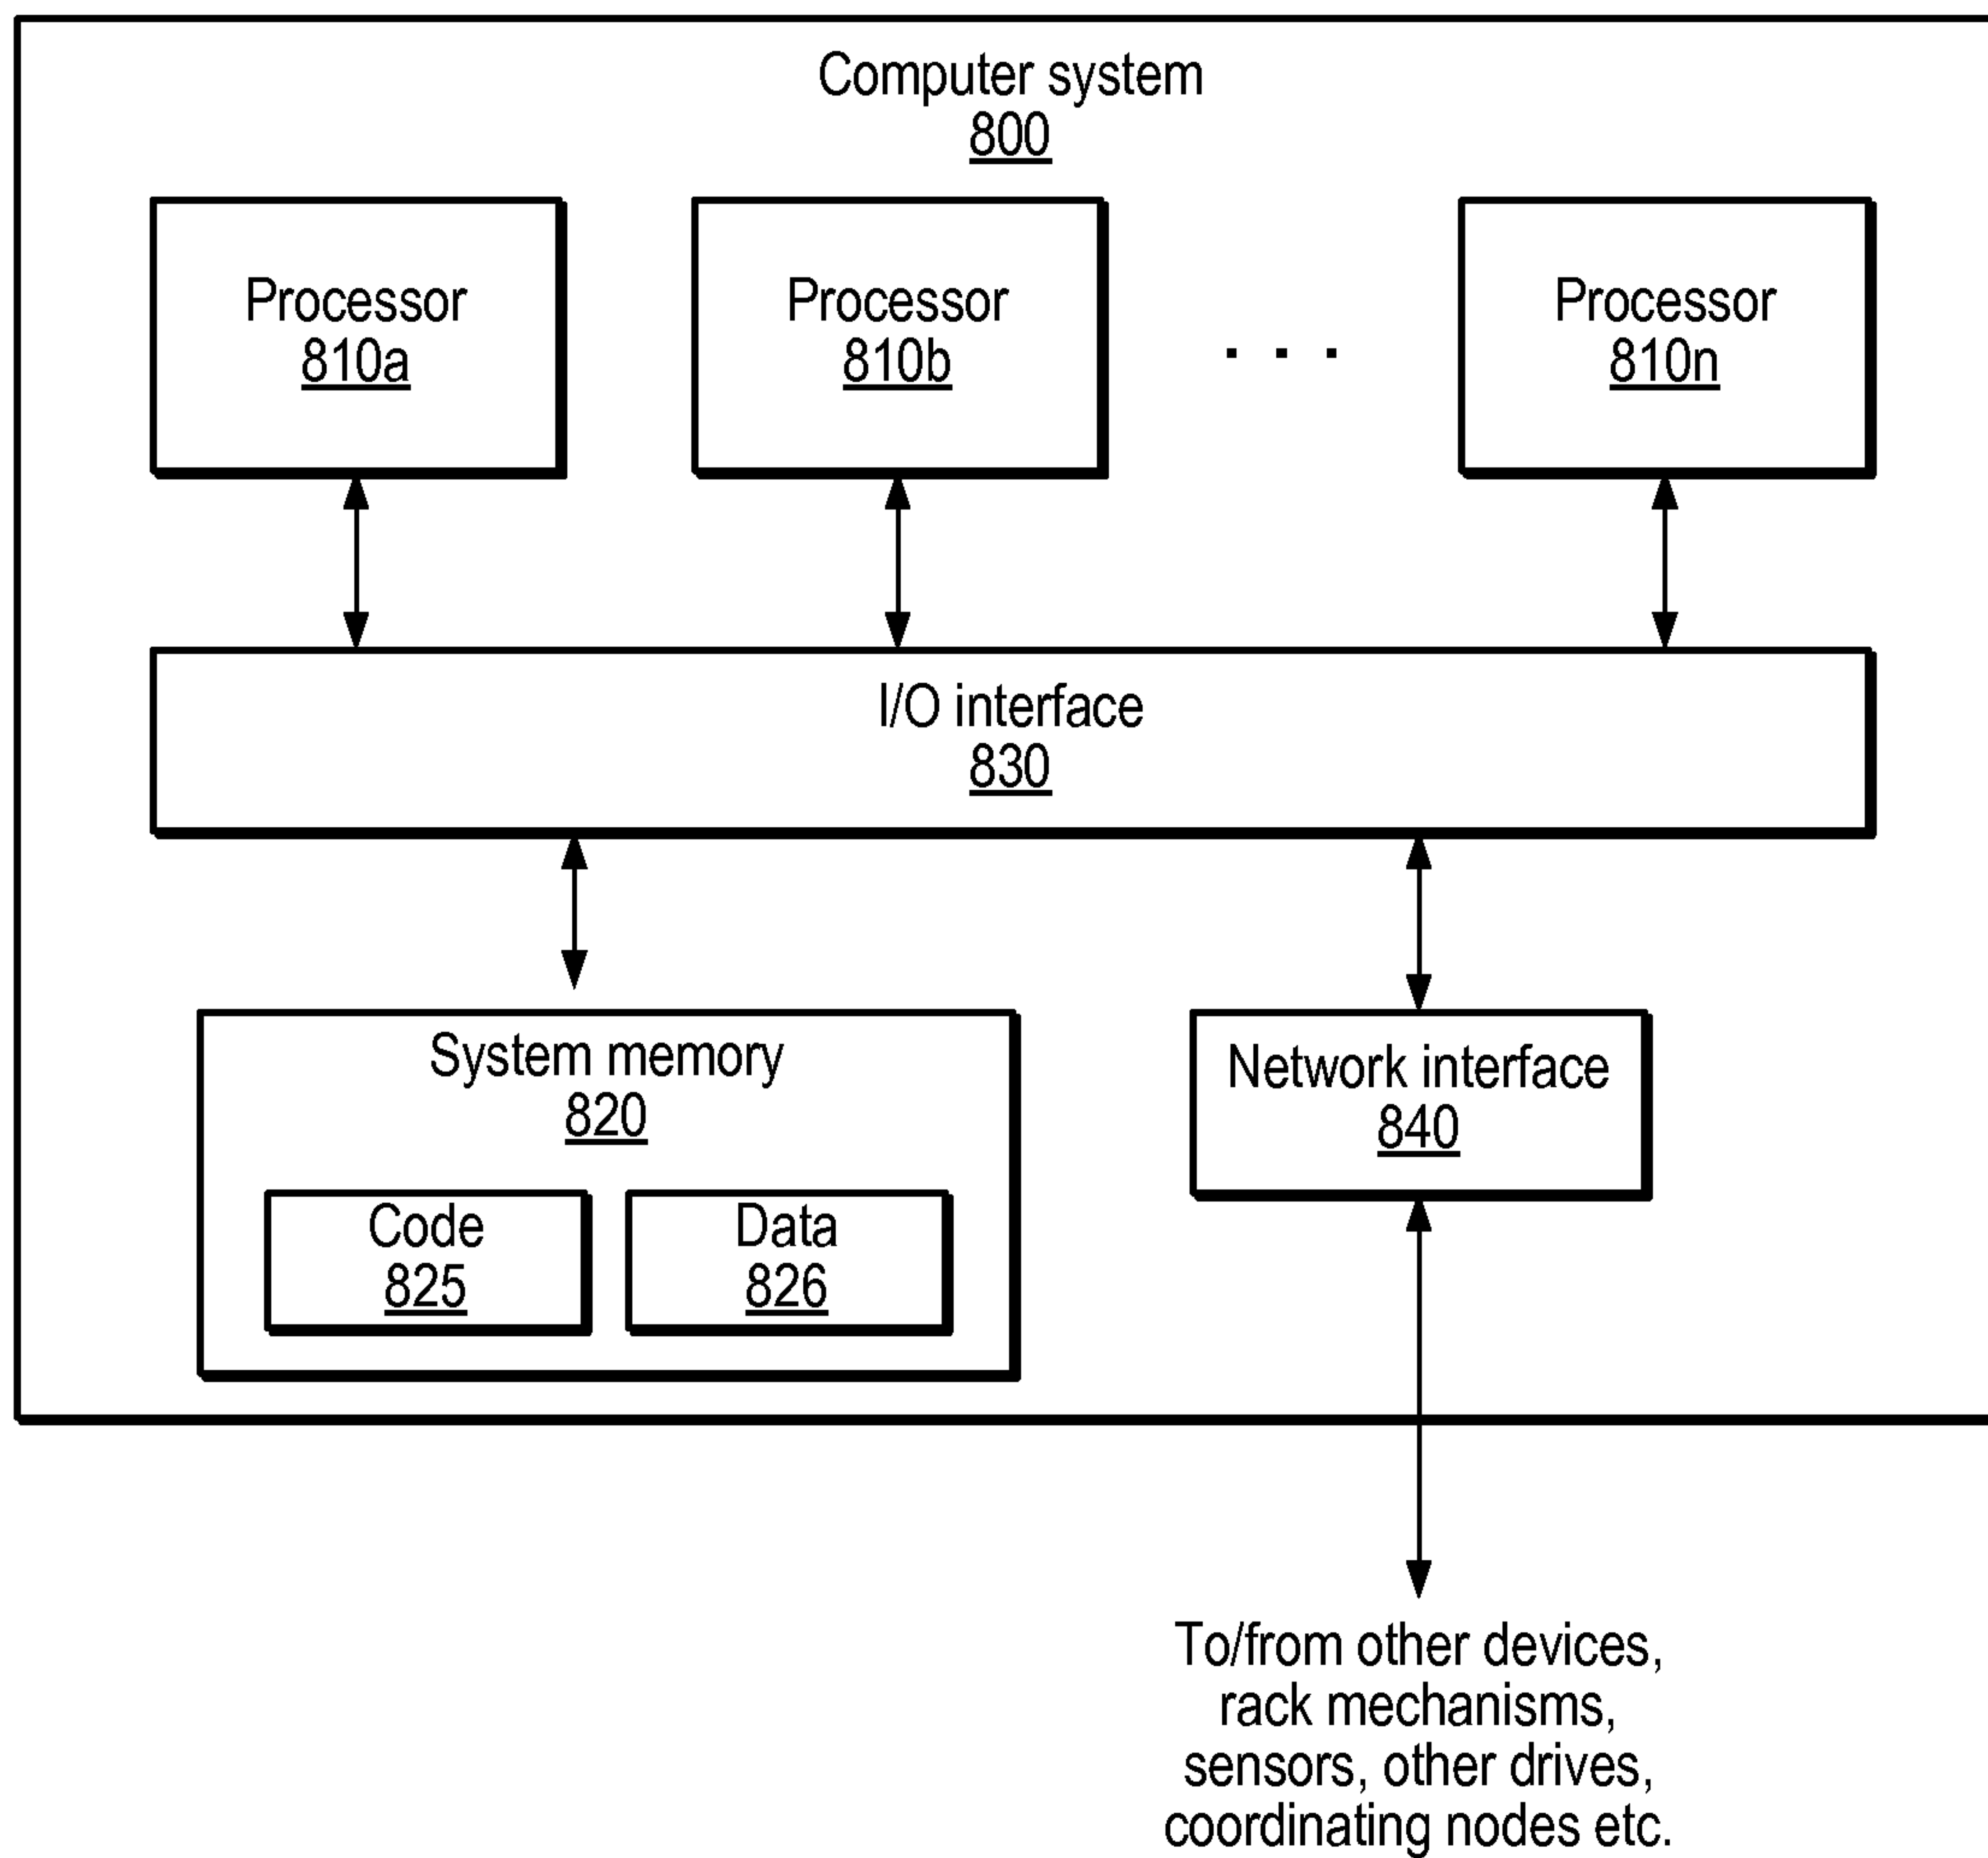 Computer system
800
Processor
810a
Processor
810b
. . .
Processor
810n
I/O interface
830
System memory
820
Code
825
Data
826
Network interface
840
To/from other devices,
rack mechanisms,
sensors, other drives,
coordinating nodes etc.